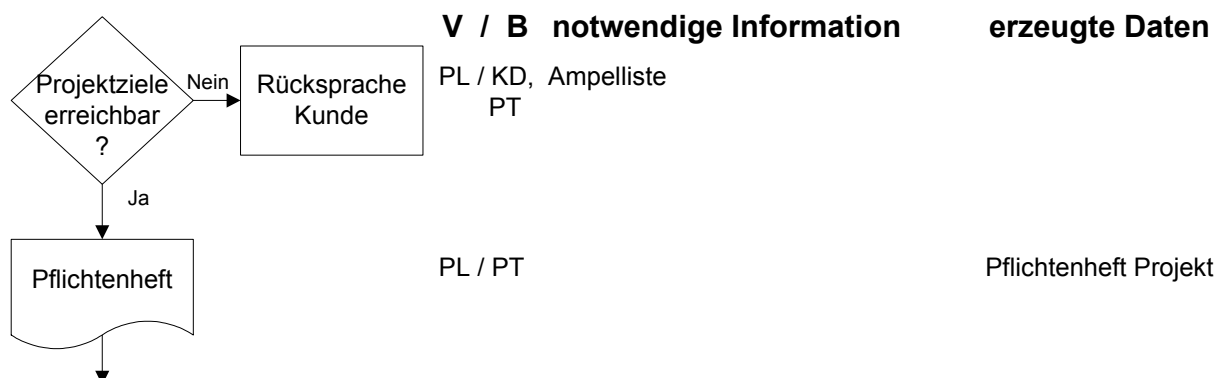 V / B notwendige Information erzeugte Daten
Projektziele
erreichbar
?
Nein
Rücksprache
Kunde
PL / KD, Ampelliste
PT
Ja
Pflichtenheft
PL / PT
Pflichtenheft Projekt